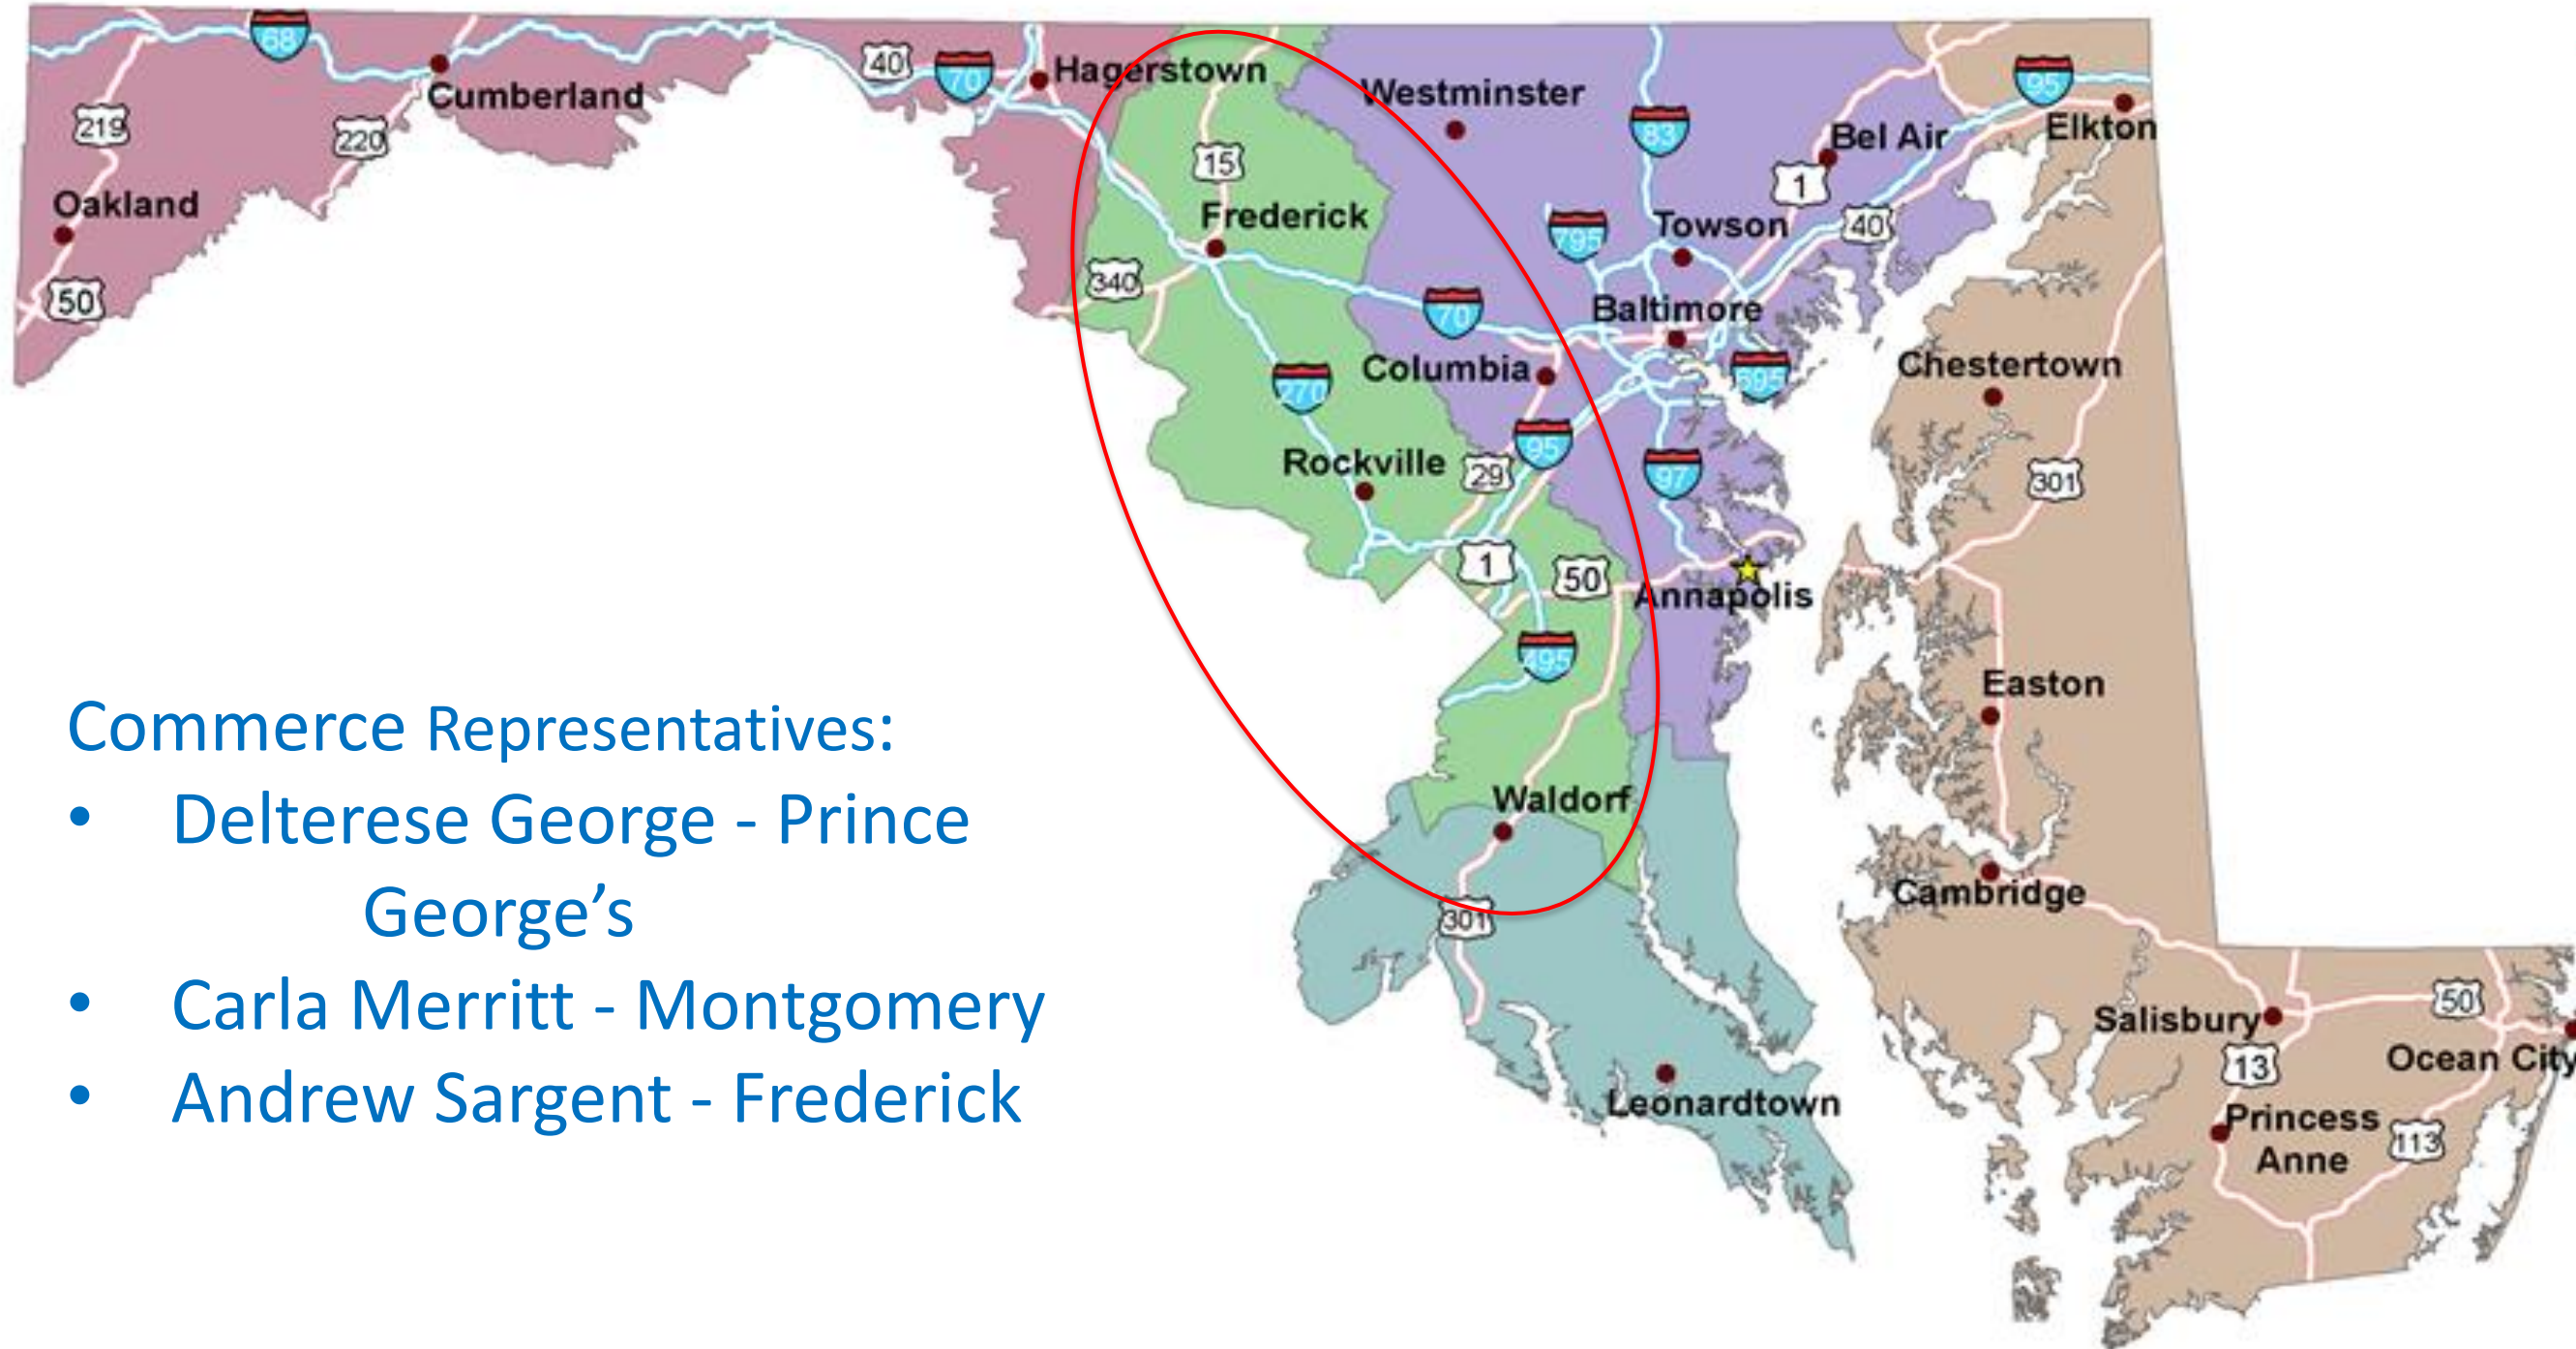 68
40
70
Hagerstown
Cumberland
219
220
Oakland
50
15
Frederick
340
Westminster
83
Bel Air
95
Elkton
1
40
795
Towson
Baltimore
70
Columbia
695
Chestertown
270
Rockville
29
95
97
301
1
50
Annapolis
495
Easton
Waldorf
301
Cambridge
Salisbury
50
13
Ocean City
Princess
Anne
113
Leonardtown
Commerce Representatives:
• Delterese George - Prince
George’s
• Carla Merritt - Montgomery
• Andrew Sargent - Frederick